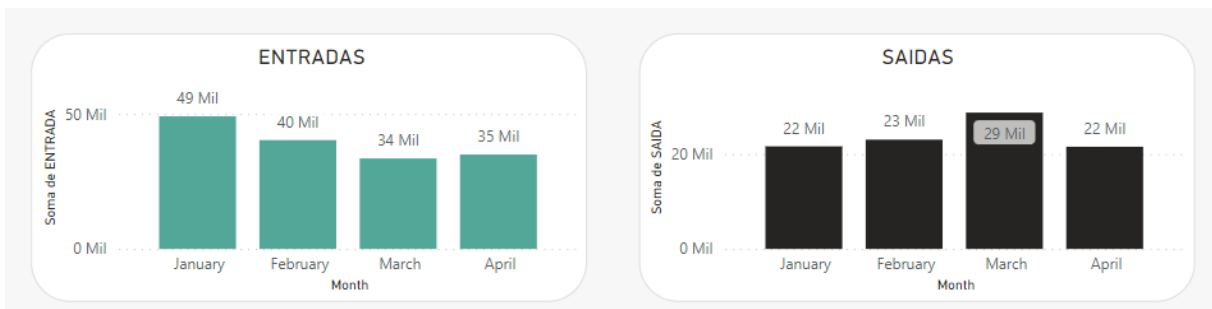 ENTRADAS
Soma de ENTRADA
50 Mil
0 Mil
49 Mil
40 Mil
34 Mil
35 Mil
January
February
March
April
Month
SAIDAS
Soma de SAIDA
20 Mil
0 Mil
22 Mil
23 Mil
29 Mil
22 Mil
January
February
March
April
Month